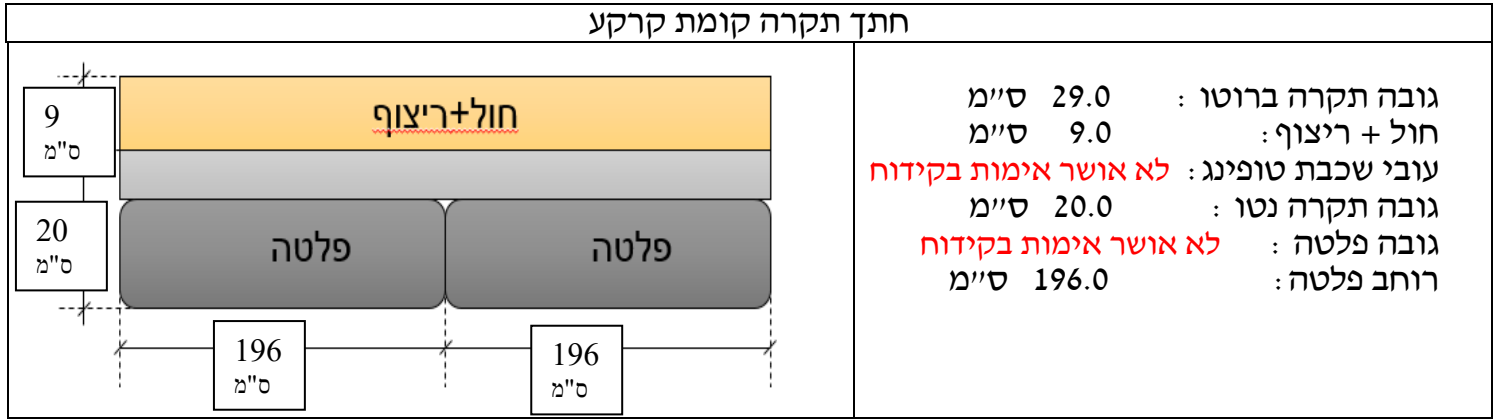 חתך תקרה קומת קרקע
גובה תקרה ברוטו : 29.0 ס״מ
חול + ריצוף: 9.0 ס״מ
עובי שכבת טופינג: לא אושר אימות בקידוח
גובה תקרה נטו : 20.0 ס״מ
גובה פלטה : לא אושר אימות בקידוח
רוחב פלטה: 196.0 ס״מ
חול+ריצוף
9
ס"מ
פלטה
פלטה
20
ס"מ
196
ס"מ
196
ס"מ